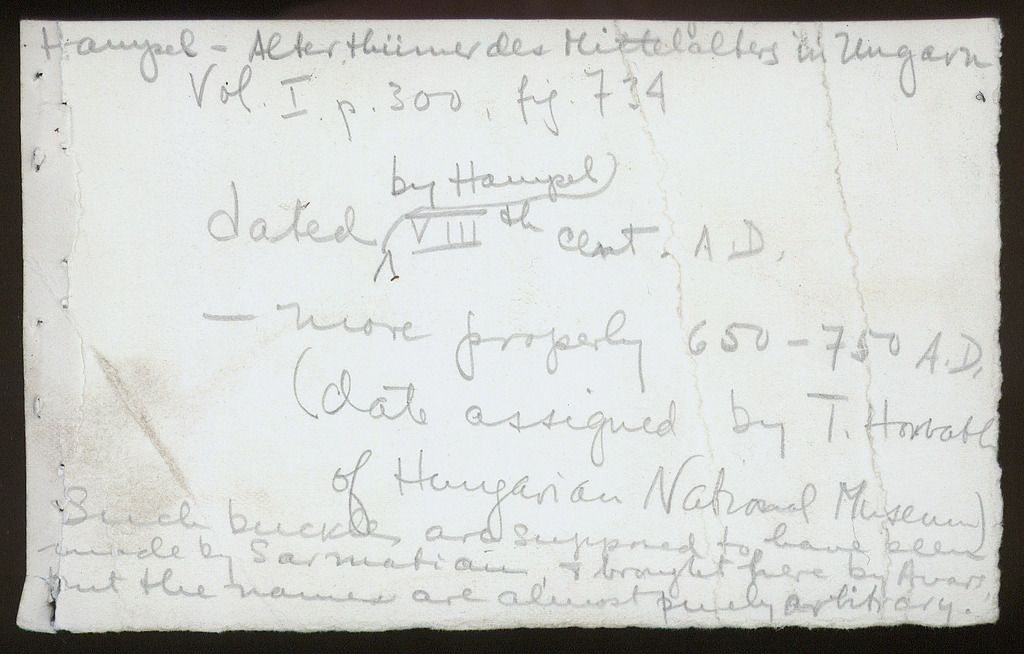 Hampel – Alterthümer des Mittelalters in Ungarn
Vol. I. p. 300, fig. 734
by Hampel
dated VIIIth cent. A.D.
— more properly 650–750 A.D.
(date assigned by T. Horvath
of Hungarian National Museum)
Such buckles are supposed to have been
made by Sarmatians, & brought here by Avars,
but the names are almost purely arbitrary.